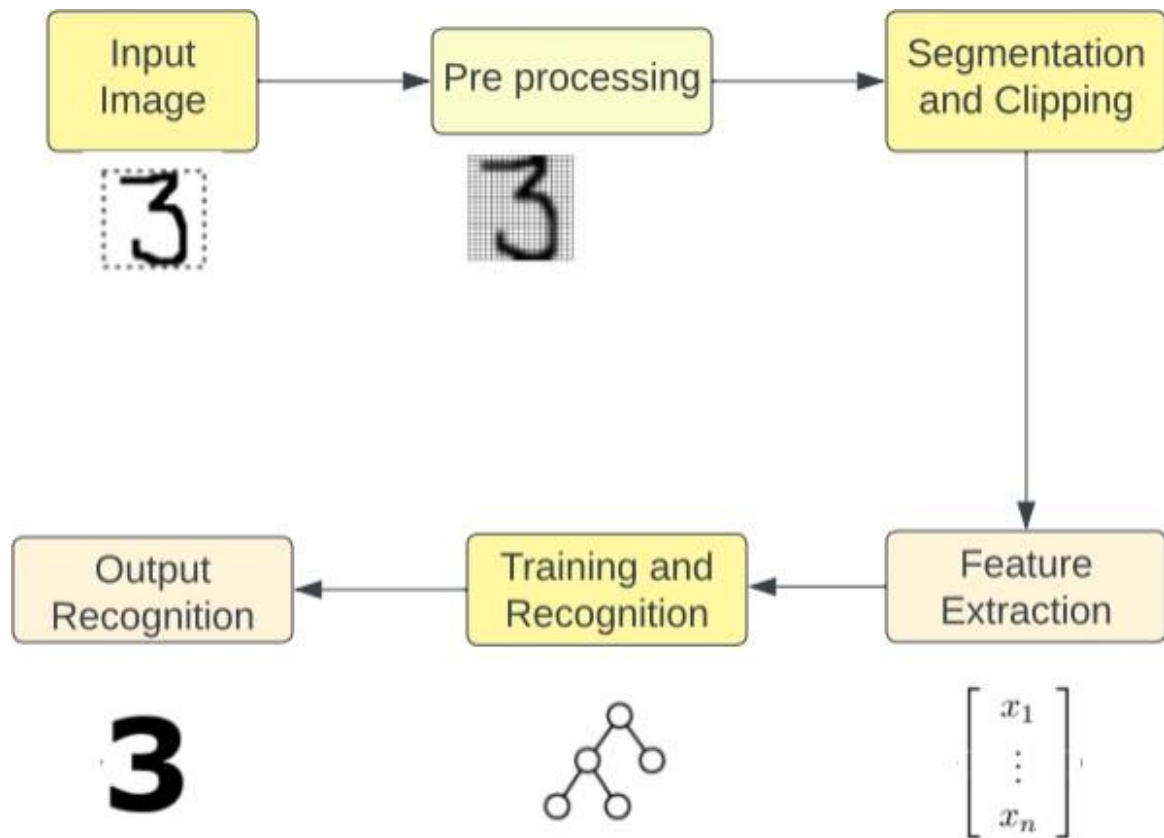 Input
Image
Pre processing
Segmentation
and Clipping
3
3
Output
Recognition
Training and
Recognition
Feature
Extraction
3
x₁
⋮
xₙ